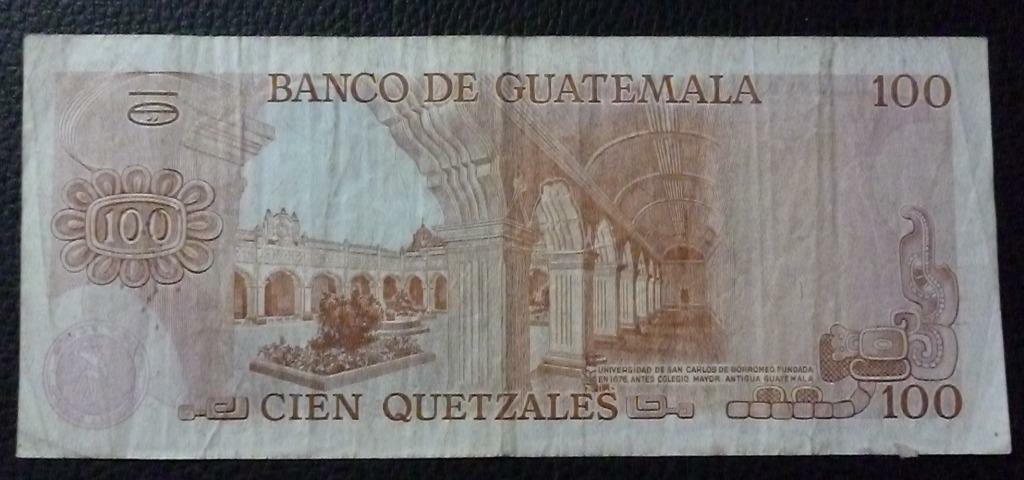 BANCO DE GUATEMALA 100
100
UNIVERSIDAD DE SAN CARLOS DE BORROMEO FUNDADA
EN 1676 ANTES COLEGIO MAYOR. ANTIGUA GUATEMALA
CIEN QUETZALES 100